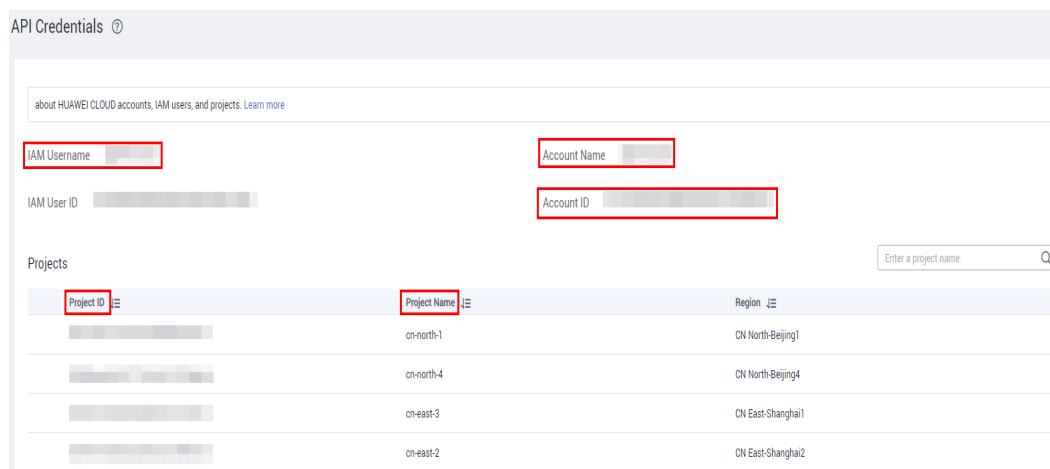 API Credentials ?
about HUAWEI CLOUD accounts, IAM users, and projects. Learn more
IAM Username
Account Name
IAM User ID
Account ID
Projects
Enter a project name.
Project ID
Project Name
Region
cn-north-1
CN North-Beijing1
cn-north-4
CN North-Beijing4
cn-east-3
CN East-Shanghai1
cn-east-2
CN East-Shanghai2